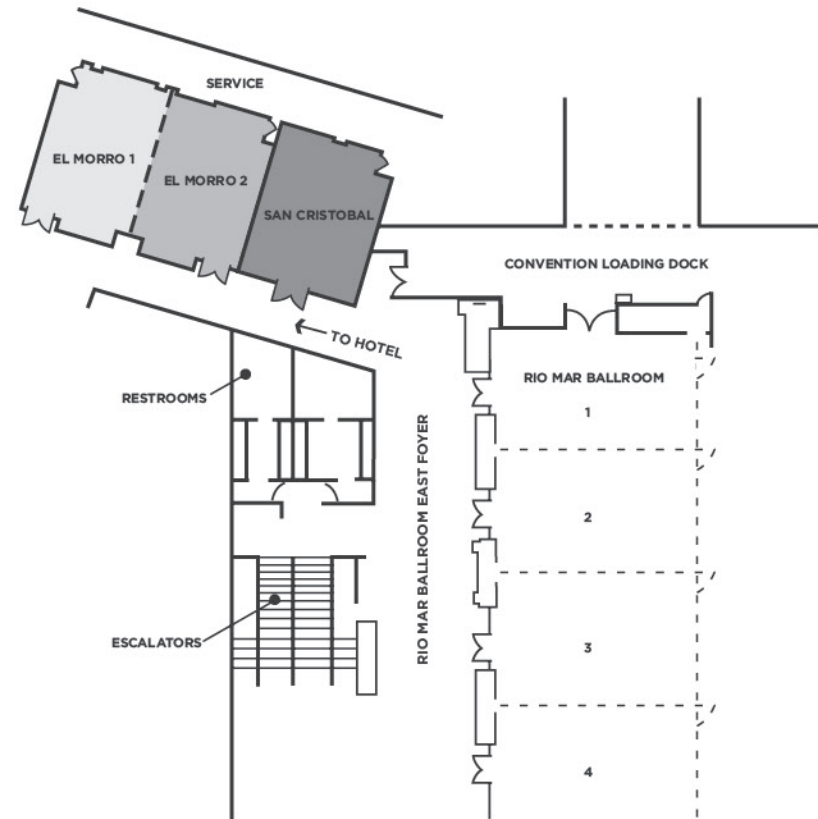 SERVICE
EL MORRO 1
EL MORRO 2
SAN CRISTOBAL
CONVENTION LOADING DOCK
TO HOTEL
RESTROOMS
RIO MAR BALLROOM
1
RIO MAR BALLROOM EAST FOYER
2
ESCALATORS
3
4